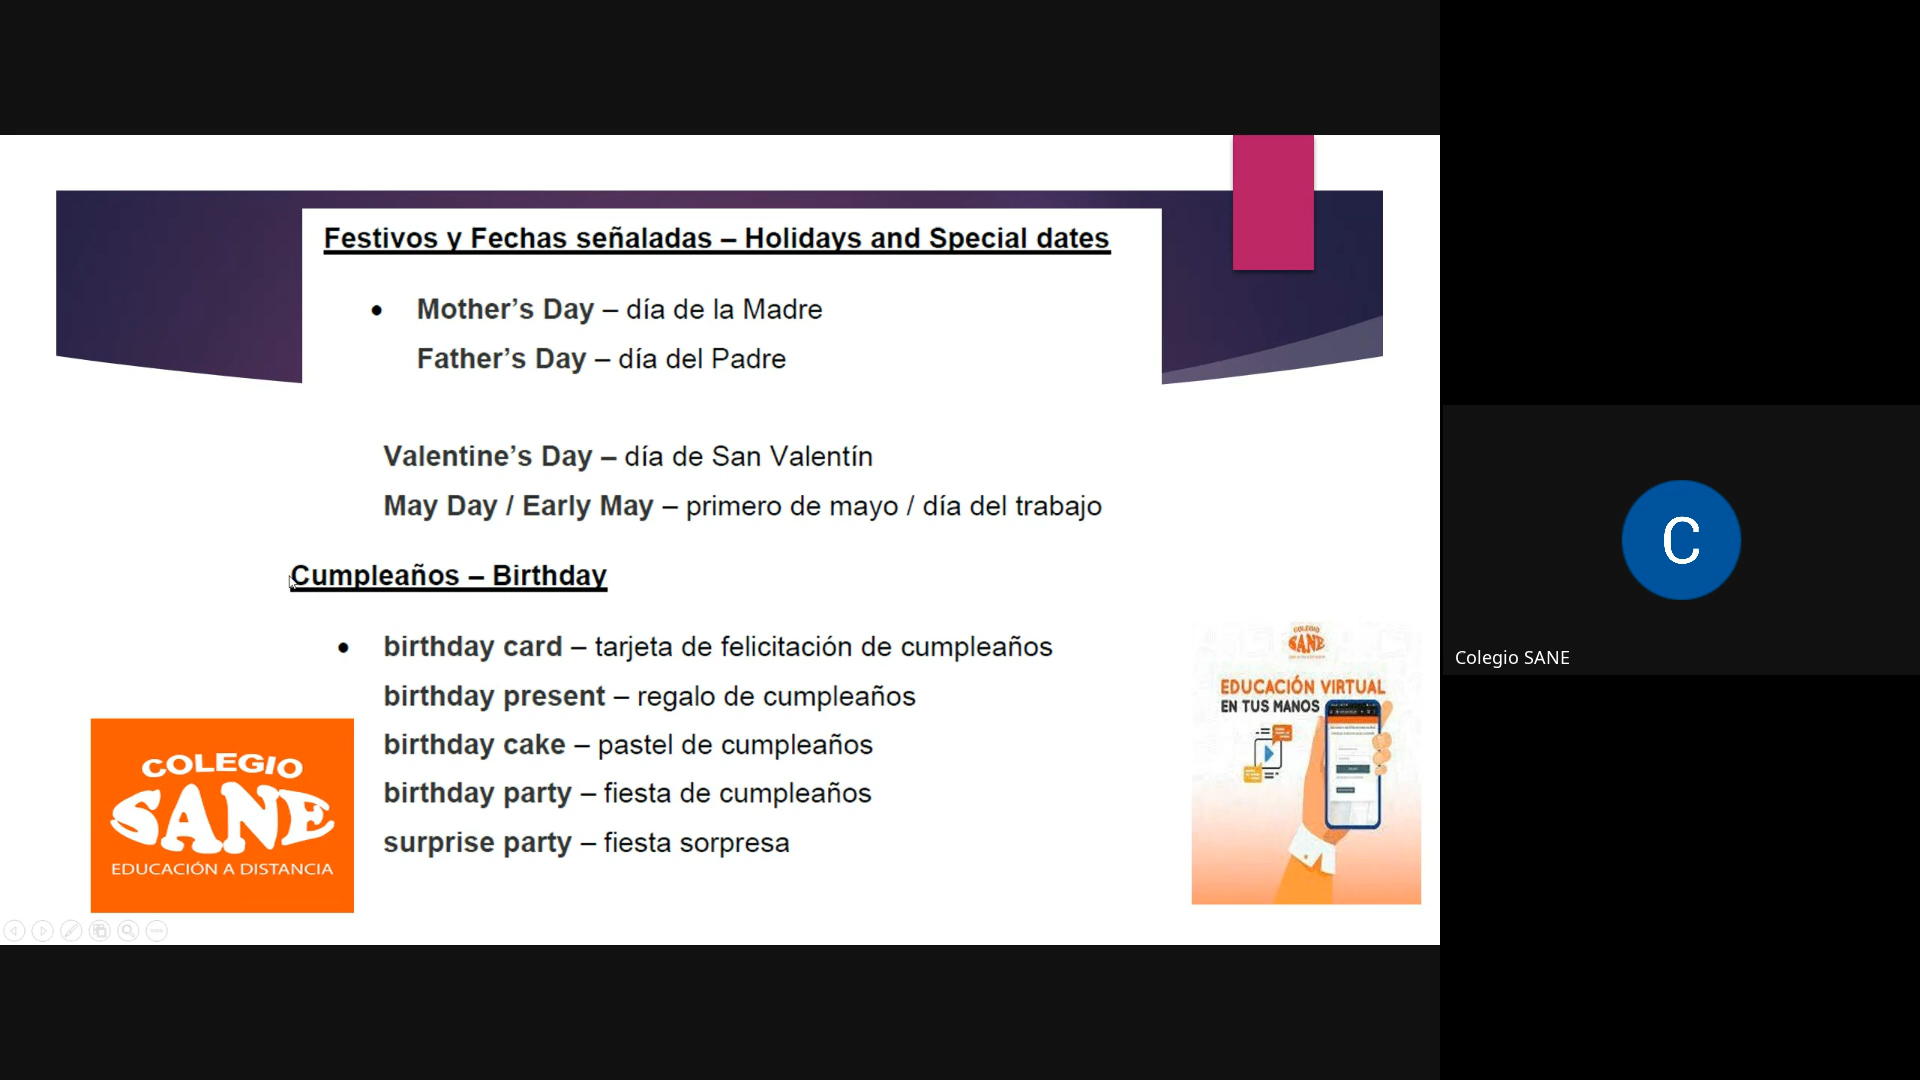 Festivos y Fechas señaladas – Holidays and Special dates
• Mother's Day – día de la Madre
Father's Day – día del Padre
Valentine's Day – día de San Valentín
May Day / Early May – primero de mayo / día del trabajo
Cumpleaños – Birthday
• birthday card – tarjeta de felicitación de cumpleaños
birthday present – regalo de cumpleaños
birthday cake – pastel de cumpleaños
birthday party – fiesta de cumpleaños
surprise party – fiesta sorpresa
COLEGIO
SANE
EDUCACIÓN A DISTANCIA
COLEGIO
SANE
EDUCACIÓN VIRTUAL
EN TUS MANOS
C
Colegio SANE